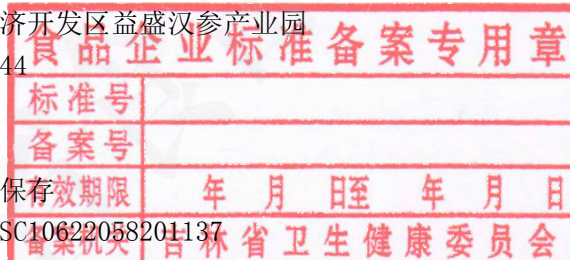 济开发区益盛汉参产业园
食品企业标准备案专用章
44
标准号
备案号
保存
有效期限 年 月 日至 年 月 日
SC10622058201137
备案机关 吉林省卫生健康委员会